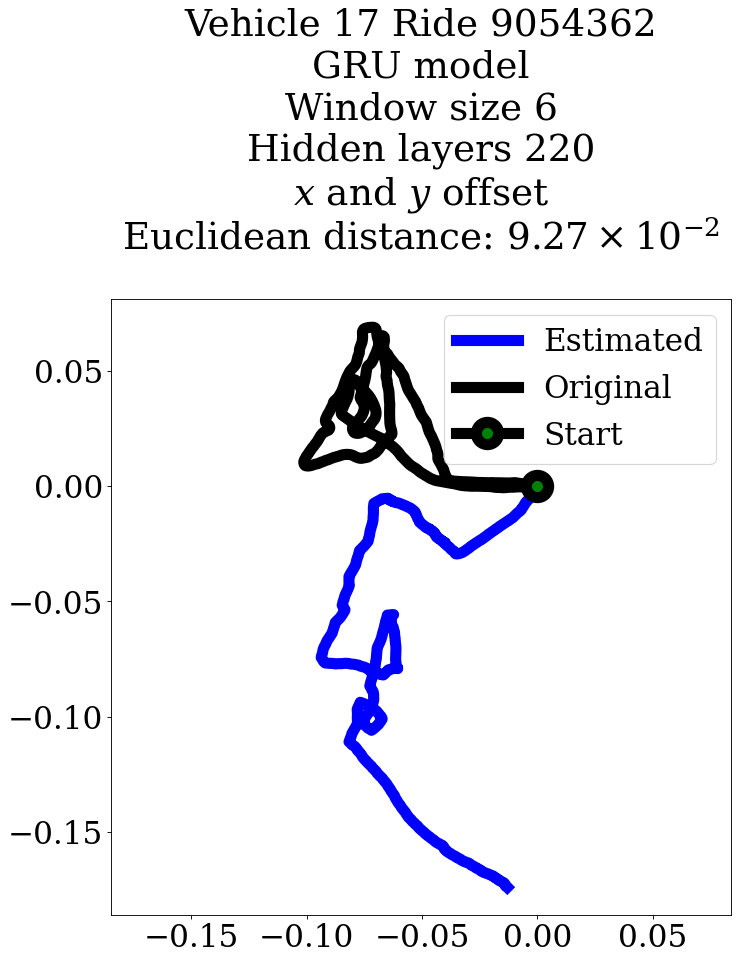 Vehicle 17 Ride 9054362
GRU model
Window size 6
Hidden layers 220
x and y offset
Euclidean distance: 9.27 × 10⁻²
Estimated
Original
Start
0.05
0.00
−0.05
−0.10
−0.15
−0.15 −0.10 −0.05 0.00 0.05